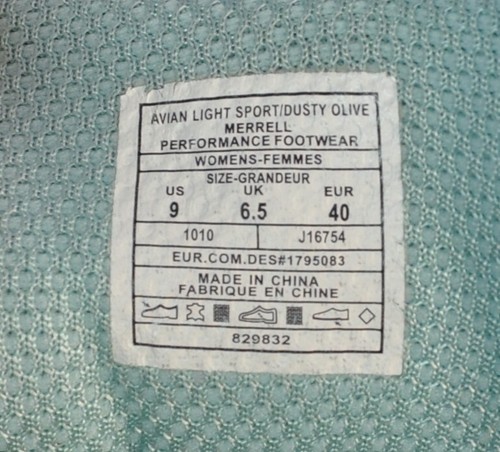 AVIAN LIGHT SPORT/DUSTY OLIVE
MERRELL
PERFORMANCE FOOTWEAR
WOMENS-FEMMES
SIZE-GRANDEUR
US UK EUR
9 6.5 40
1010 J16754
EUR.COM.DES#1795083
MADE IN CHINA
FABRIQUE EN CHINE
829832